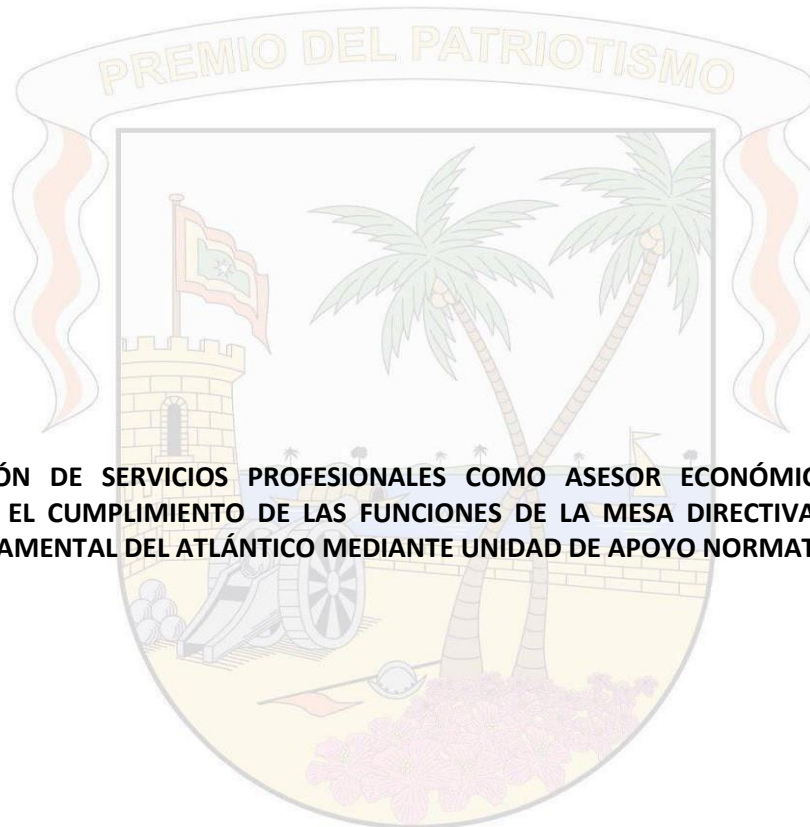 PREMIO DEL PATRIOTISMO
ÓN DE SERVICIOS PROFESIONALES COMO ASESOR ECONÓMIC
EL CUMPLIMIENTO DE LAS FUNCIONES DE LA MESA DIRECTIVA
AMENTAL DEL ATLÁNTICO MEDIANTE UNIDAD DE APOYO NORMAT